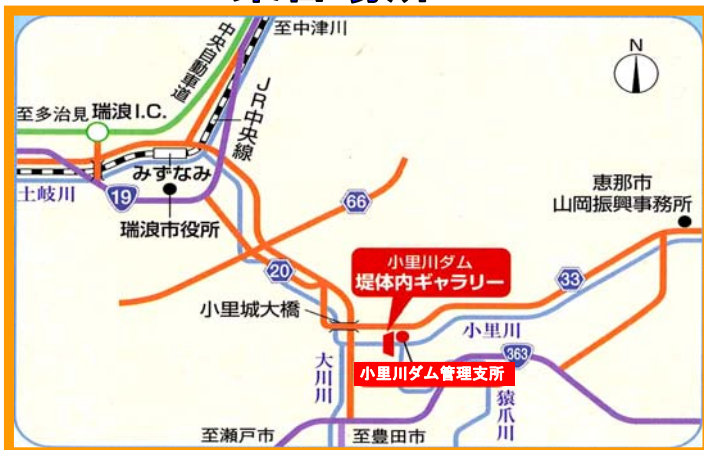 至中津川
中央自動車道
N
JR中央線
至多治見
瑞浪I.C.
みずなみ
土岐川
19
瑞浪市役所
66
恵那市
山岡振興事務所
20
小里川ダム
堤体内ギャラリー
33
小里城大橋
小里川
大川川
小里川ダム管理支所
363
猿爪川
至瀬戸市
至豊田市